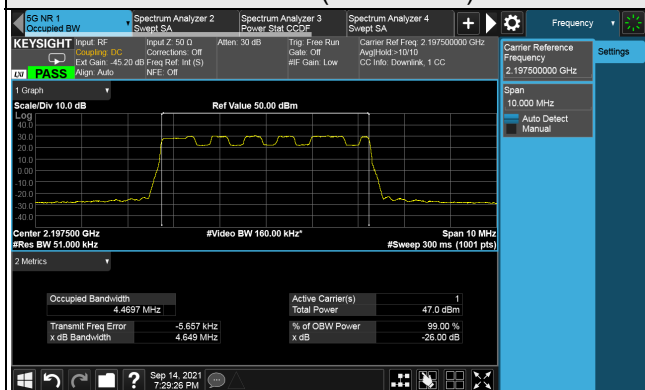 5G NR 1
Occupied BW
Spectrum Analyzer 2
Swept SA
Spectrum Analyzer 3
Power Stat CCDF
Spectrum Analyzer 4
Swept SA
Frequency
KEYSIGHT
Input: RF
Coupling: DC
Ext Gain: -45.20 dB
Align: Auto
Input Z: 50 Ω
Corrections: Off
Freq Ref: Int (S)
NFE: Off
Atten: 30 dB
Trig: Free Run
Gate: Off
#IF Gain: Low
Carrier Ref Freq: 2.197500000 GHz
Avg|Hold:>10/10
CC Info: Downlink, 1 CC
LXI PASS
Carrier Reference
Frequency
2.197500000 GHz
Settings
Span
10.000 MHz
Auto Detect
Manual
1 Graph
Scale/Div 10.0 dB
Ref Value 50.00 dBm
Log
40.0
30.0
20.0
10.0
0.00
-10.0
-20.0
-30.0
-40.0
Center 2.197500 GHz
#Video BW 160.00 kHz*
Span 10 MHz
#Res BW 51.000 kHz
#Sweep 300 ms (1001 pts)
2 Metrics
Occupied Bandwidth
4.4697 MHz
Active Carrier(s) 1
Total Power 47.0 dBm
Transmit Freq Error -5.657 kHz
% of OBW Power 99.00 %
x dB Bandwidth 4.649 MHz
x dB -26.00 dB
?
Sep 14, 2021
7:29:26 PM